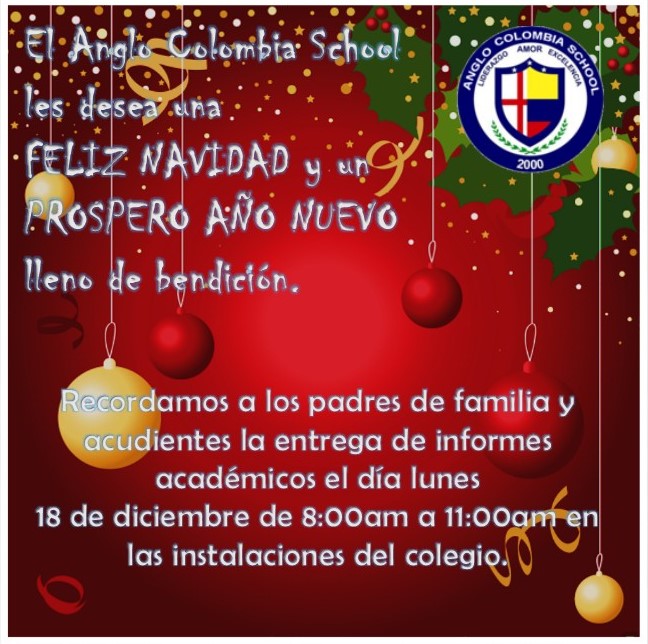 El Anglo Colombia School
les desea una
FELIZ NAVIDAD y un
PROSPERO AÑO NUEVO
lleno de bendición.
ANGLO COLOMBIA SCHOOL
LIDERAZGO AMOR EXCELENCIA
2000
Recordamos a los padres de familia y
acudientes la entrega de informes
académicos el día lunes
18 de diciembre de 8:00am a 11:00am en
las instalaciones del colegio.